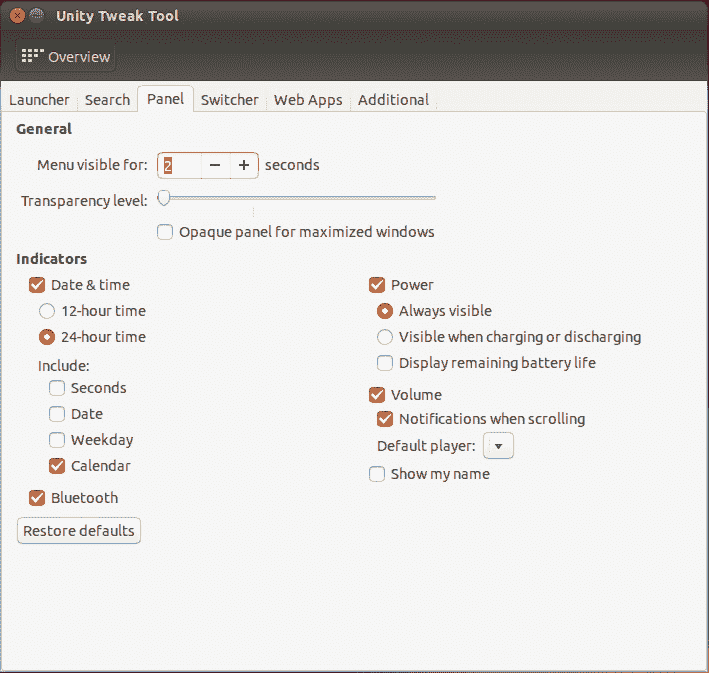 Unity Tweak Tool
Overview
Launcher Search Panel Switcher Web Apps Additional
General
Menu visible for: 2 − + seconds
Transparency level:
Opaque panel for maximized windows
Indicators
Date & time
12-hour time
24-hour time
Include:
Seconds
Date
Weekday
Calendar
Bluetooth
Power
Always visible
Visible when charging or discharging
Display remaining battery life
Volume
Notifications when scrolling
Default player:
Show my name
Restore defaults